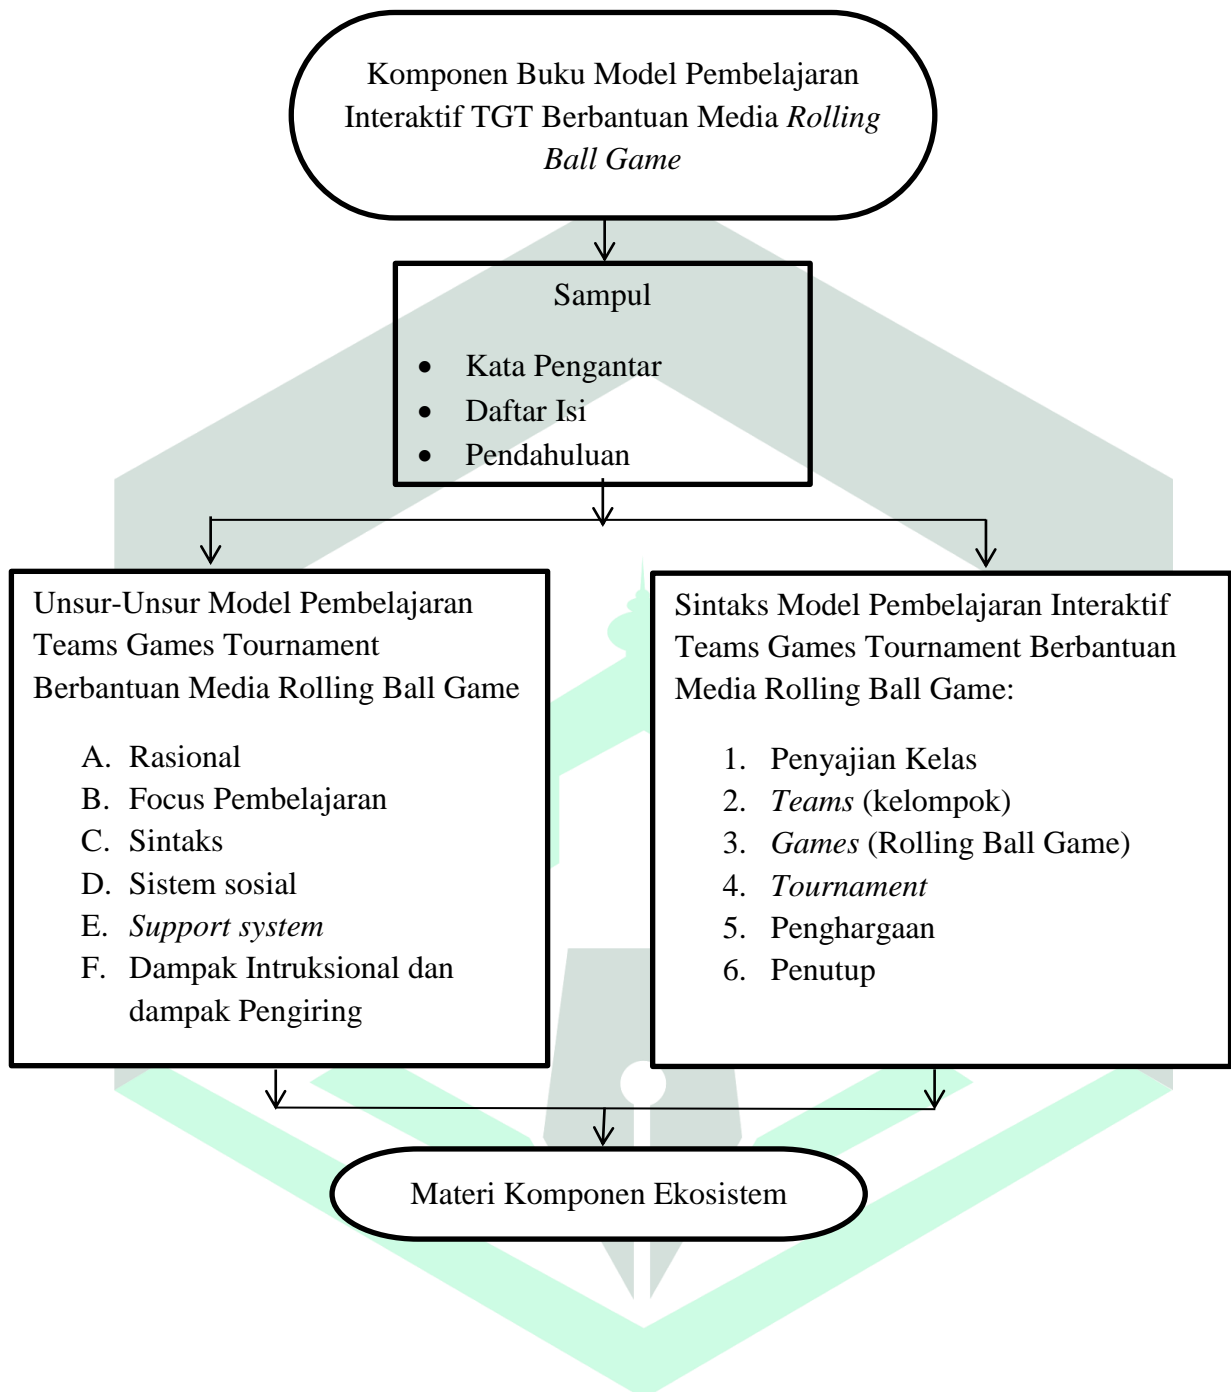 Komponen Buku Model Pembelajaran
Interaktif TGT Berbantuan Media Rolling
Ball Game
Sampul
• Kata Pengantar
• Daftar Isi
• Pendahuluan
Unsur-Unsur Model Pembelajaran
Teams Games Tournament
Berbantuan Media Rolling Ball Game
A. Rasional
B. Focus Pembelajaran
C. Sintaks
D. Sistem sosial
E. Support system
F. Dampak Intruksional dan
dampak Pengiring
Sintaks Model Pembelajaran Interaktif
Teams Games Tournament Berbantuan
Media Rolling Ball Game:
1. Penyajian Kelas
2. Teams (kelompok)
3. Games (Rolling Ball Game)
4. Tournament
5. Penghargaan
6. Penutup
Materi Komponen Ekosistem